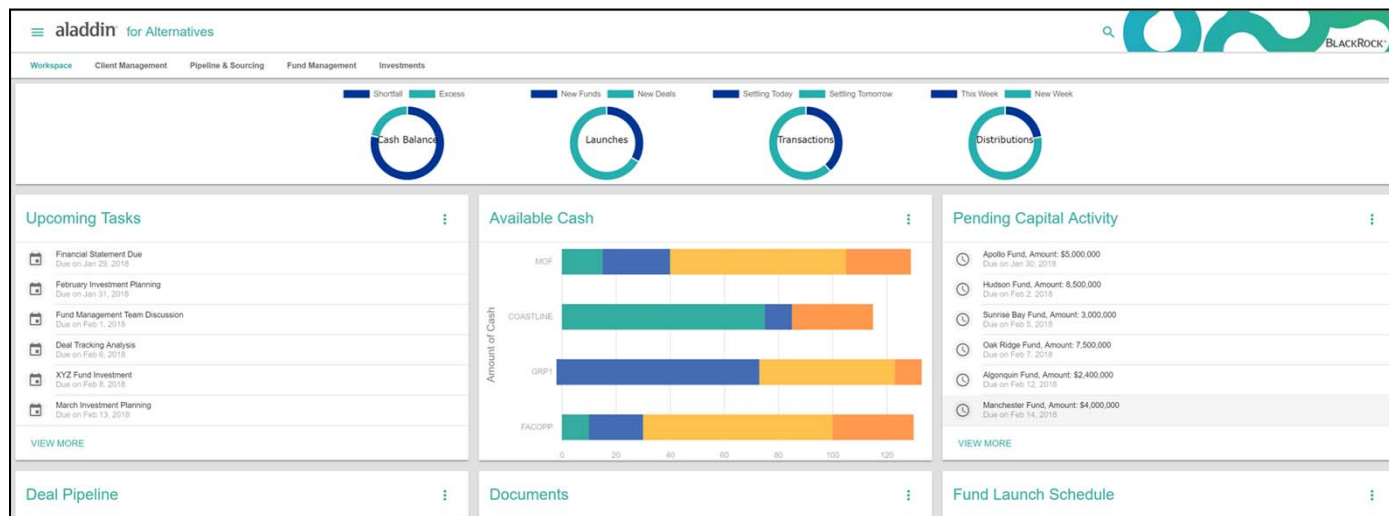 aladdin for Alternatives
BLACKROCK®
Workspace Client Management Pipeline & Sourcing Fund Management Investments
Shortfall Excess New Funds New Deals Settling Today Settling Tomorrow This Week New Week
Cash Balance Launches Transactions Distributions
Upcoming Tasks
Financial Statement Due
Due on Jan 29, 2018
February Investment Planning
Due on Jan 31, 2018
Fund Management Team Discussion
Due on Feb 1, 2018
Deal Tracking Analysis
Due on Feb 6, 2018
XYZ Fund Investment
Due on Feb 8, 2018
March Investment Planning
Due on Feb 13, 2018
VIEW MORE
Available Cash
Amount of Cash
MOF
COASTLINE
GRP1
FACOPP
0 20 40 60 80 100 120
Pending Capital Activity
Apollo Fund, Amount: $5,000,000
Due on Jan 30, 2018
Hudson Fund, Amount: 8,500,000
Due on Feb 2, 2018
Sunrise Bay Fund, Amount: 3,000,000
Due on Feb 5, 2018
Oak Ridge Fund, Amount: 7,500,000
Due on Feb 7, 2018
Algonquin Fund, Amount: $2,400,000
Due on Feb 12, 2018
Manchester Fund, Amount: $4,000,000
Due on Feb 14, 2018
VIEW MORE
Deal Pipeline
Documents
Fund Launch Schedule